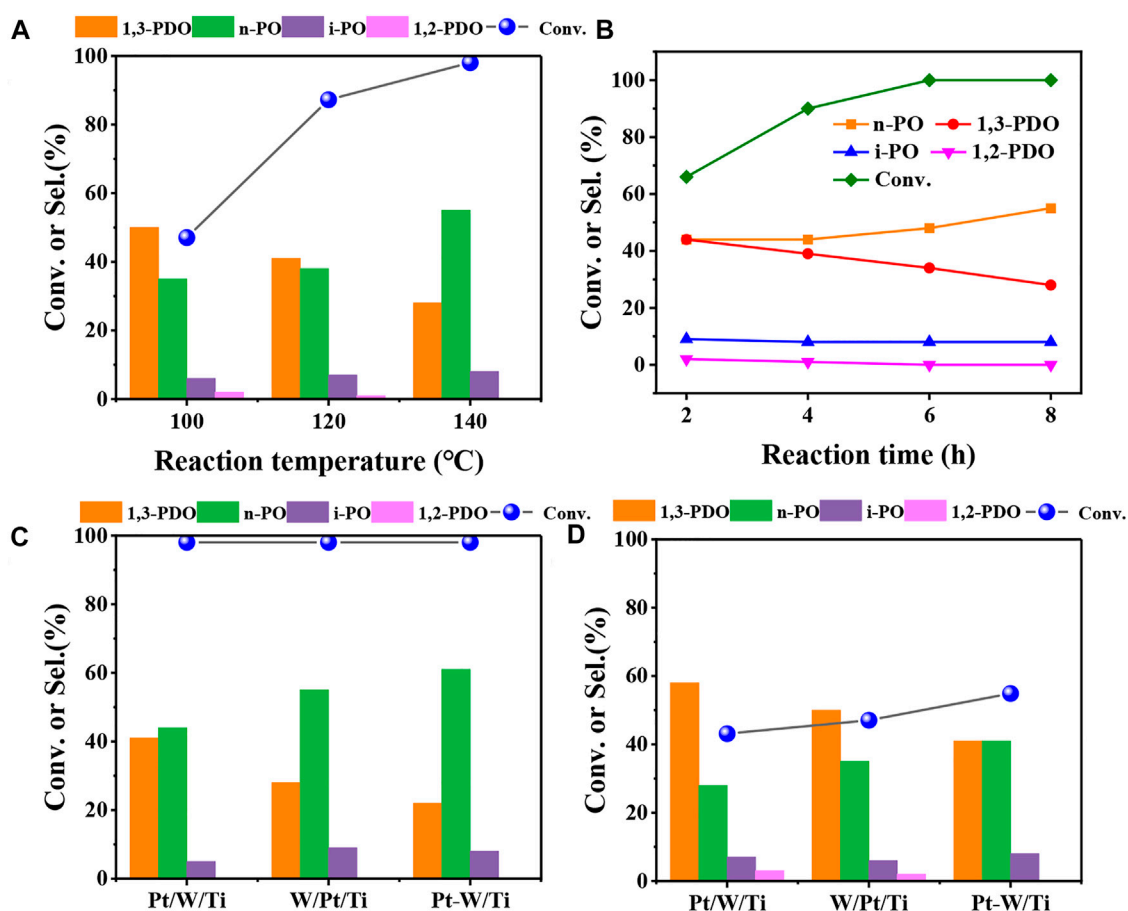 A
1,3-PDO n-PO i-PO 1,2-PDO Conv.
100
80
60
40
20
0
Conv. or Sel.(%)
100 120 140
Reaction temperature (°C)
B
100
80
60
40
20
0
Conv. or Sel. (%)
n-PO 1,3-PDO
i-PO 1,2-PDO
Conv.
2 4 6 8
Reaction time (h)
C
1,3-PDO n-PO i-PO 1,2-PDO Conv.
100
80
60
40
20
0
Conv. or Sel.(%)
Pt/W/Ti W/Pt/Ti Pt-W/Ti
D
1,3-PDO n-PO i-PO 1,2-PDO Conv.
100
80
60
40
20
0
Conv. or Sel.(%)
Pt/W/Ti W/Pt/Ti Pt-W/Ti